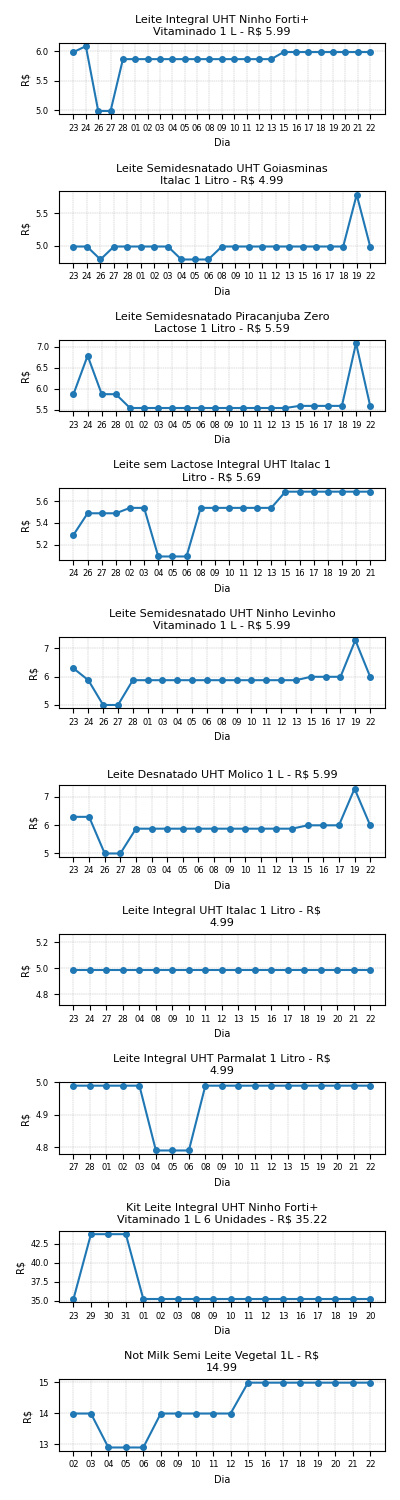 Leite Integral UHT Ninho Forti+
Vitaminado 1 L - R$ 5.99
6.0
5.5
5.0
R$
23 24 26 27 28 01 02 03 04 05 06 08 09 10 11 12 13 15 16 17 18 19 20 21 22
Dia
Leite Semidesnatado UHT Goiasminas
Italac 1 Litro - R$ 4.99
5.5
5.0
R$
23 24 26 27 28 01 02 03 04 05 06 08 09 10 11 12 13 15 16 17 18 19 22
Dia
Leite Semidesnatado Piracanjuba Zero
Lactose 1 Litro - R$ 5.59
7.0
6.5
6.0
5.5
R$
23 24 26 27 28 01 02 03 04 05 06 08 09 10 11 12 13 15 16 17 18 19 22
Dia
Leite sem Lactose Integral UHT Italac 1
Litro - R$ 5.69
5.6
5.4
5.2
R$
24 26 27 28 02 03 04 05 06 08 09 10 11 12 13 15 16 17 18 19 20 21
Dia
Leite Semidesnatado UHT Ninho Levinho
Vitaminado 1 L - R$ 5.99
7
6
5
R$
23 24 26 27 28 01 03 04 05 06 08 09 10 11 12 13 15 16 17 19 22
Dia
Leite Desnatado UHT Molico 1 L - R$ 5.99
7
6
5
R$
23 24 26 27 28 03 04 05 06 08 09 10 11 12 13 15 16 17 19 22
Dia
Leite Integral UHT Italac 1 Litro - R$
4.99
5.2
5.0
4.8
R$
23 24 27 28 04 08 09 10 11 12 13 15 16 17 18 19 20 21 22
Dia
Leite Integral UHT Parmalat 1 Litro - R$
4.99
5.0
4.9
4.8
R$
27 28 01 02 03 04 05 06 08 09 10 11 12 13 15 16 19 20 21 22
Dia
Kit Leite Integral UHT Ninho Forti+
Vitaminado 1 L 6 Unidades - R$ 35.22
42.5
40.0
37.5
35.0
R$
23 29 30 31 01 02 03 08 09 10 11 12 13 16 17 18 19 20
Dia
Not Milk Semi Leite Vegetal 1L - R$
14.99
15
14
13
R$
02 03 04 05 06 08 09 10 11 12 15 16 17 18 19 20 21 22
Dia